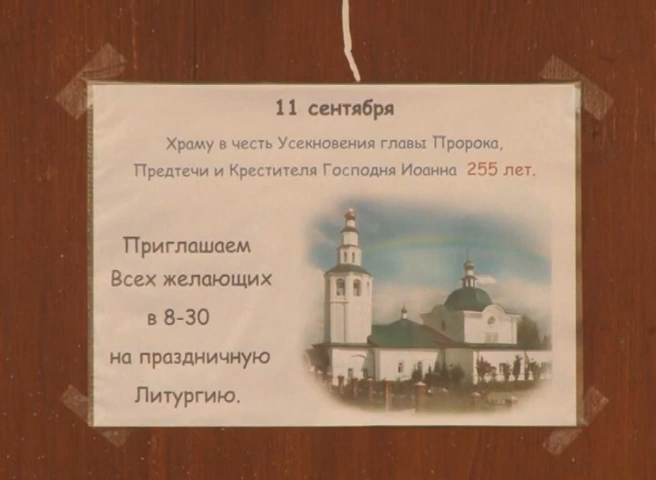 11 сентября
Храму в честь Усекновения главы Пророка,
Предтечи и Крестителя Господня Иоанна 255 лет.
Приглашаем
Всех желающих
в 8-30
на праздничную
Литургию.